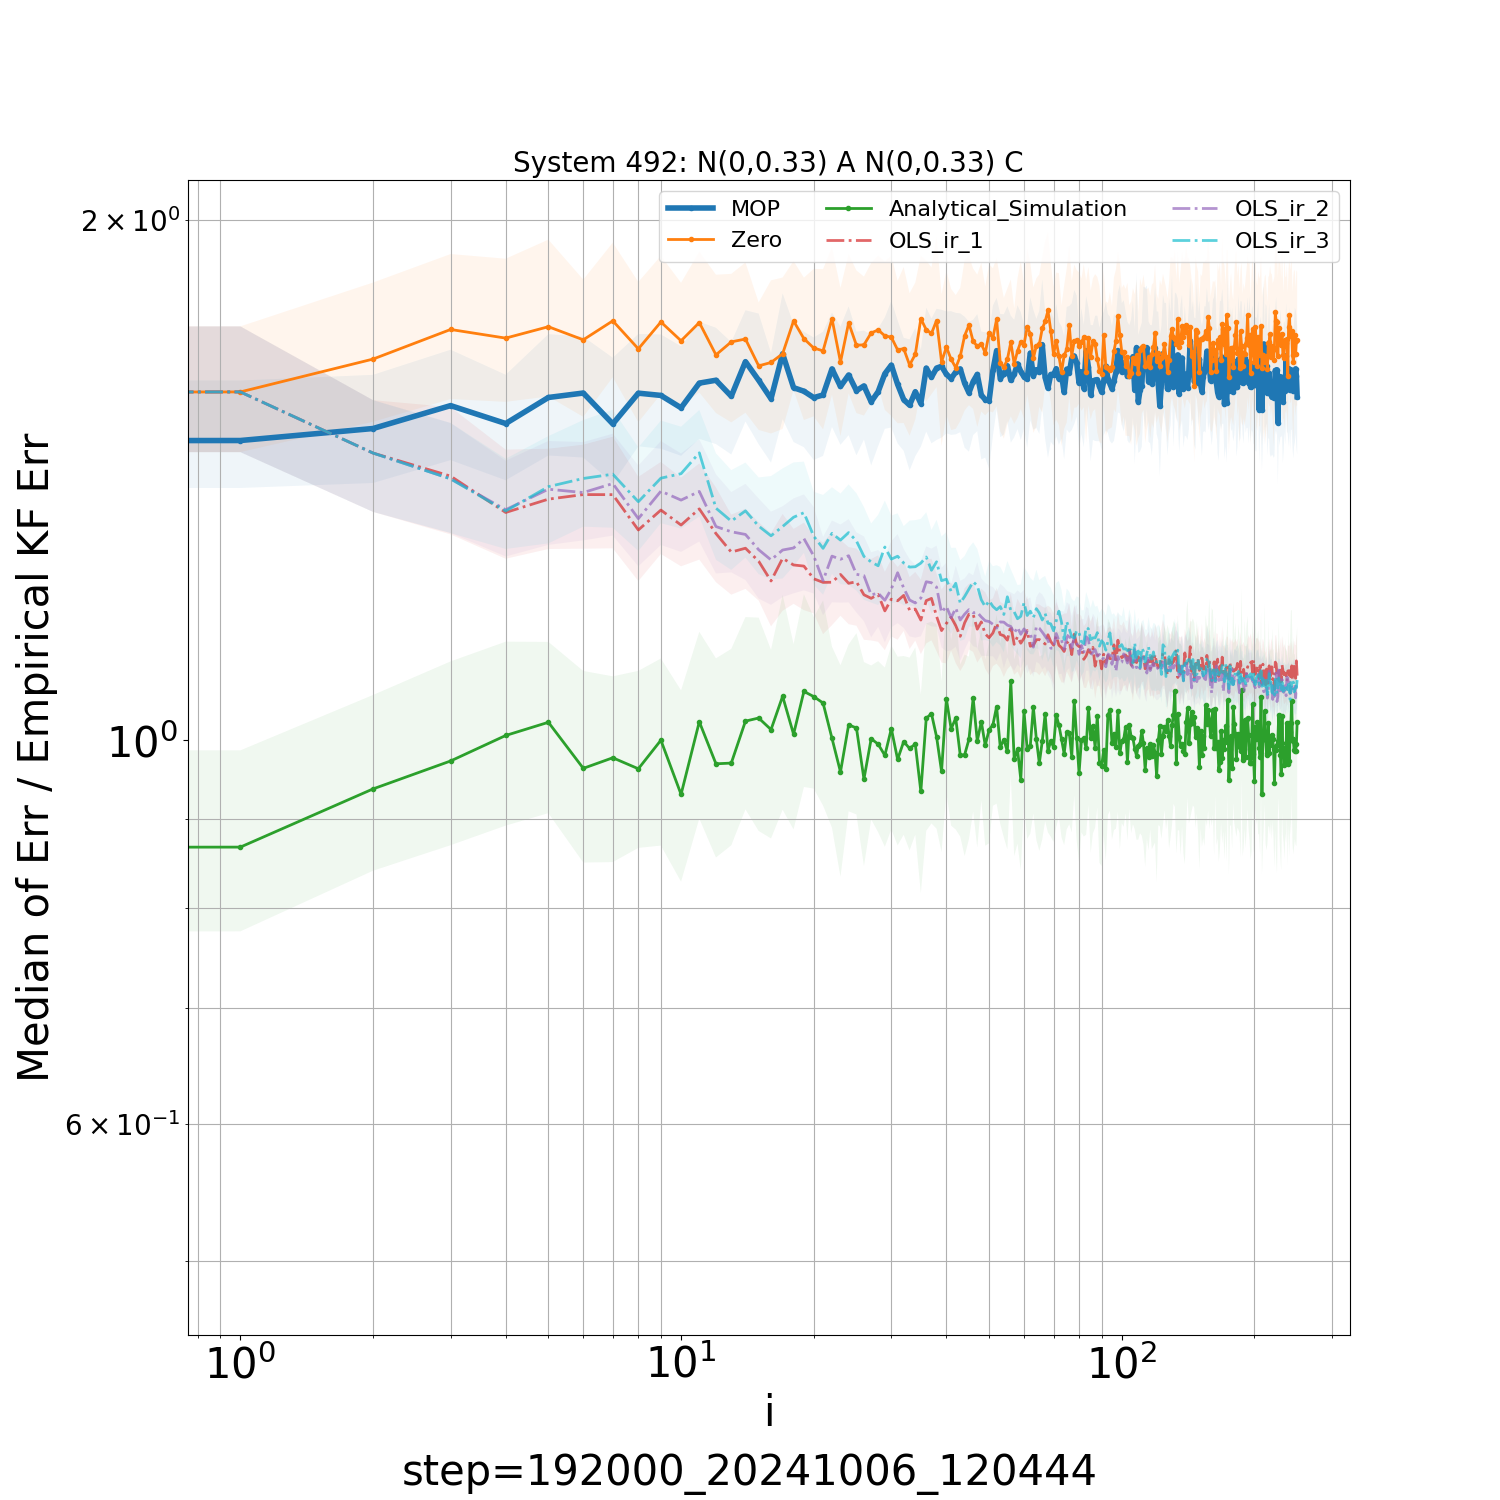 System 492: N(0,0.33) A N(0,0.33) C
MOP
Zero
Analytical_Simulation
OLS_ir_1
OLS_ir_2
OLS_ir_3
Median of Err / Empirical KF Err
2 × 10⁰
10⁰
6 × 10⁻¹
10⁰ 10¹ 10²
i
step=192000_20241006_120444